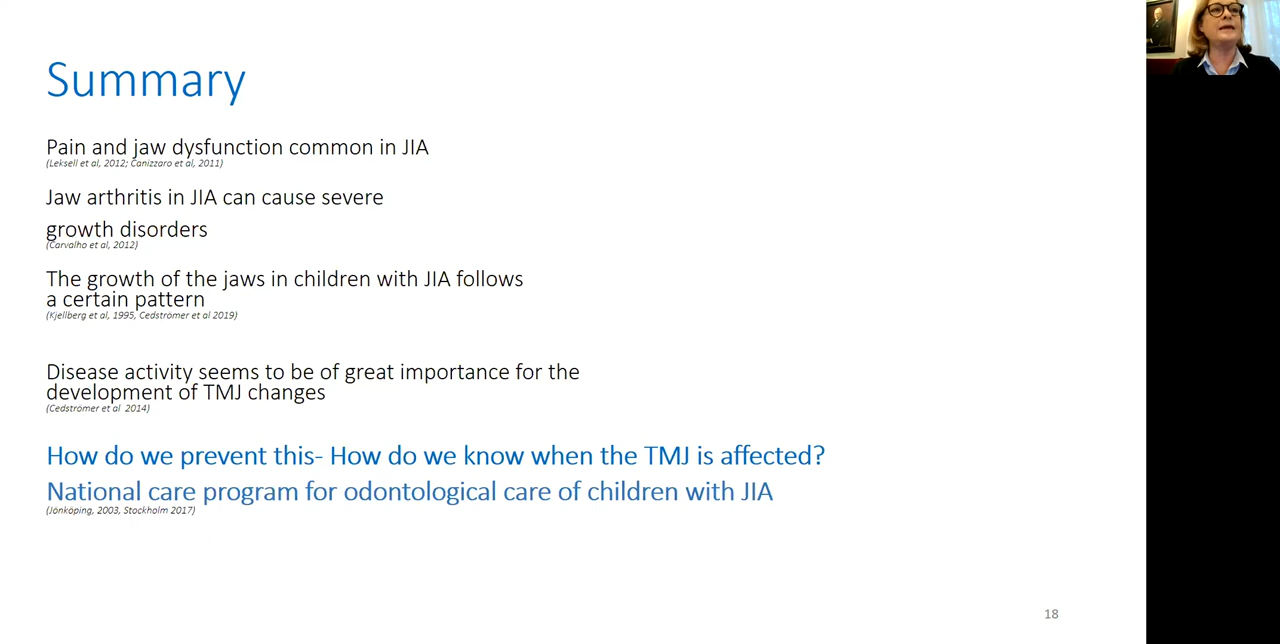 Summary
Pain and jaw dysfunction common in JIA
(Leksell et al, 2012; Canizzaro et al, 2011)
Jaw arthritis in JIA can cause severe
growth disorders
(Carvalho et al, 2012)
The growth of the jaws in children with JIA follows
a certain pattern
(Kjellberg et al, 1995, Cedströmer et al 2019)
Disease activity seems to be of great importance for the
development of TMJ changes
(Cedströmer et al  2014)
How do we prevent this- How do we know when the TMJ is affected?
National care program for odontological care of children with JIA
(Jönköping, 2003, Stockholm 2017)
18